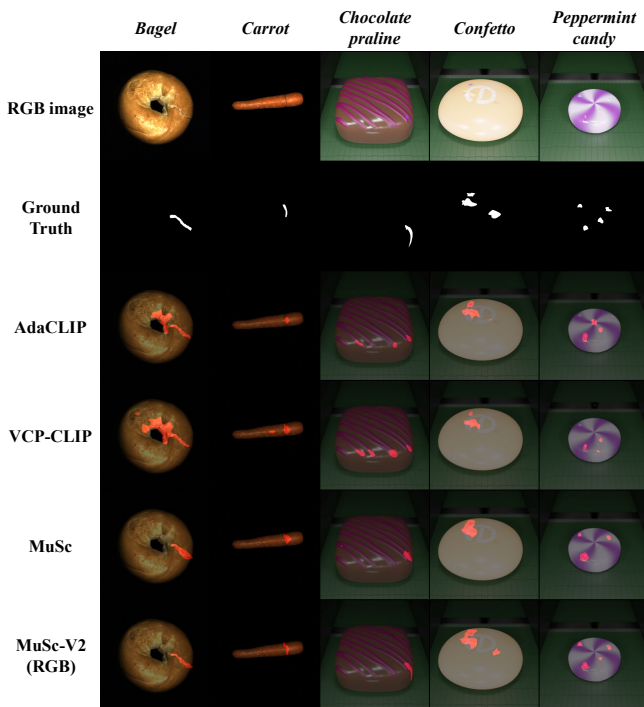 Bagel
Carrot
Chocolate
praline
Confetto
Peppermint
candy
RGB image
Ground
Truth
AdaCLIP
VCP-CLIP
MuSc
MuSc-V2
(RGB)